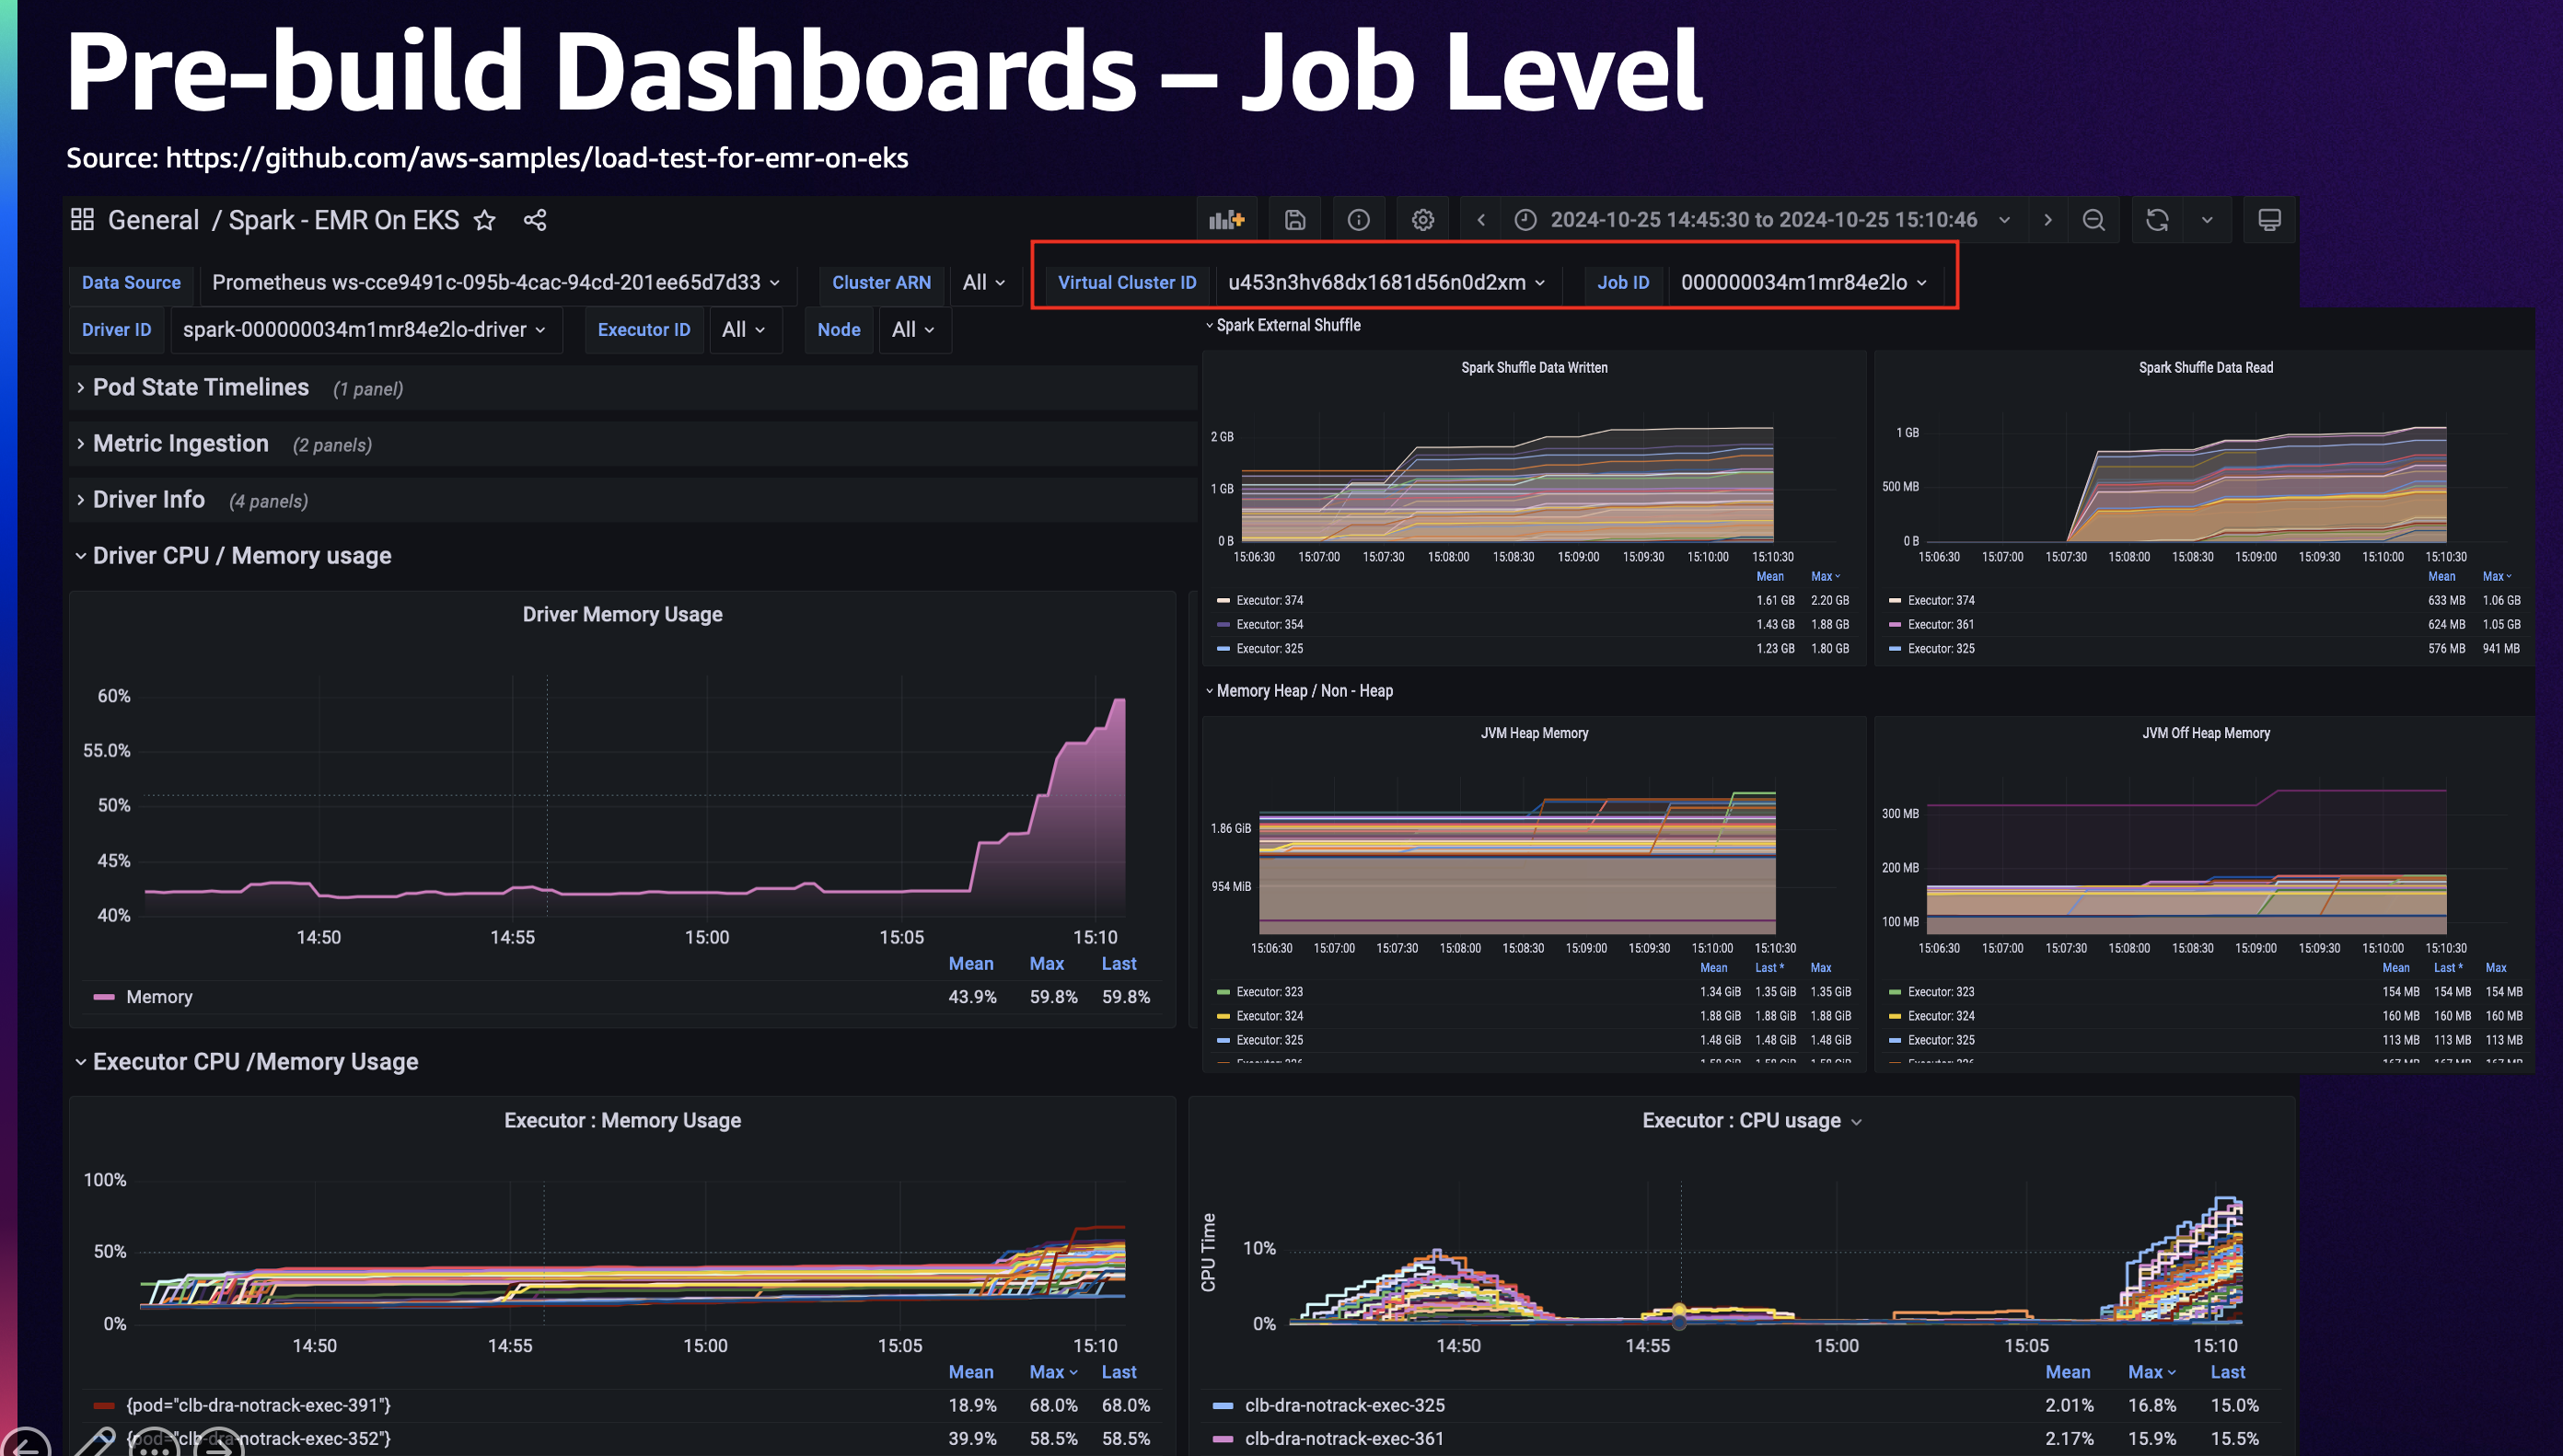 Pre-build Dashboards – Job Level
Source: https://github.com/aws-samples/load-test-for-emr-on-eks
General / Spark - EMR On EKS
2024-10-25 14:45:30 to 2024-10-25 15:10:46
Data Source Prometheus ws-cce9491c-095b-4cac-94cd-201ee65d7d33 Cluster ARN All Virtual Cluster ID u453n3hv68dx1681d56n0d2xm Job ID 000000034m1mr84e2lo
Driver ID spark-000000034m1mr84e2lo-driver Executor ID All Node All
Pod State Timelines (1 panel)
Metric Ingestion (2 panels)
Driver Info (4 panels)
Driver CPU / Memory usage
Driver Memory Usage
60%
55.0%
50%
45%
40%
14:50 14:55 15:00 15:05 15:10
Mean Max Last
Memory 43.9% 59.8% 59.8%
Spark External Shuffle
Spark Shuffle Data Written
2 GB
1 GB
0 B
15:06:30 15:07:00 15:07:30 15:08:00 15:08:30 15:09:00 15:09:30 15:10:00 15:10:30
Mean Max
Executor: 374 1.61 GB 2.20 GB
Executor: 354 1.43 GB 1.88 GB
Executor: 325 1.23 GB 1.80 GB
Spark Shuffle Data Read
1 GB
500 MB
0 B
15:06:30 15:07:00 15:07:30 15:08:00 15:08:30 15:09:00 15:09:30 15:10:00 15:10:30
Mean Max
Executor: 374 633 MB 1.06 GB
Executor: 361 624 MB 1.05 GB
Executor: 325 576 MB 941 MB
Memory Heap / Non - Heap
JVM Heap Memory
1.86 GiB
954 MiB
15:06:30 15:07:00 15:07:30 15:08:00 15:08:30 15:09:00 15:09:30 15:10:00 15:10:30
Mean Last * Max
Executor: 323 1.34 GiB 1.35 GiB 1.35 GiB
Executor: 324 1.88 GiB 1.88 GiB 1.88 GiB
Executor: 325 1.48 GiB 1.48 GiB 1.48 GiB
JVM Off Heap Memory
300 MB
200 MB
100 MB
15:06:30 15:07:00 15:07:30 15:08:00 15:08:30 15:09:00 15:09:30 15:10:00 15:10:30
Mean Last * Max
Executor: 323 154 MB 154 MB 154 MB
Executor: 324 160 MB 160 MB 160 MB
Executor: 325 113 MB 113 MB 113 MB
Executor CPU /Memory Usage
Executor : Memory Usage
100%
50%
0%
14:50 14:55 15:00 15:05 15:10
Mean Max Last
{pod="clb-dra-notrack-exec-391"} 18.9% 68.0% 68.0%
{pod="clb-dra-notrack-exec-352"} 39.9% 58.5% 58.5%
Executor : CPU usage
CPU Time
10%
0%
14:50 14:55 15:00 15:05 15:10
Mean Max Last
clb-dra-notrack-exec-325 2.01% 16.8% 15.0%
clb-dra-notrack-exec-361 2.17% 15.9% 15.5%